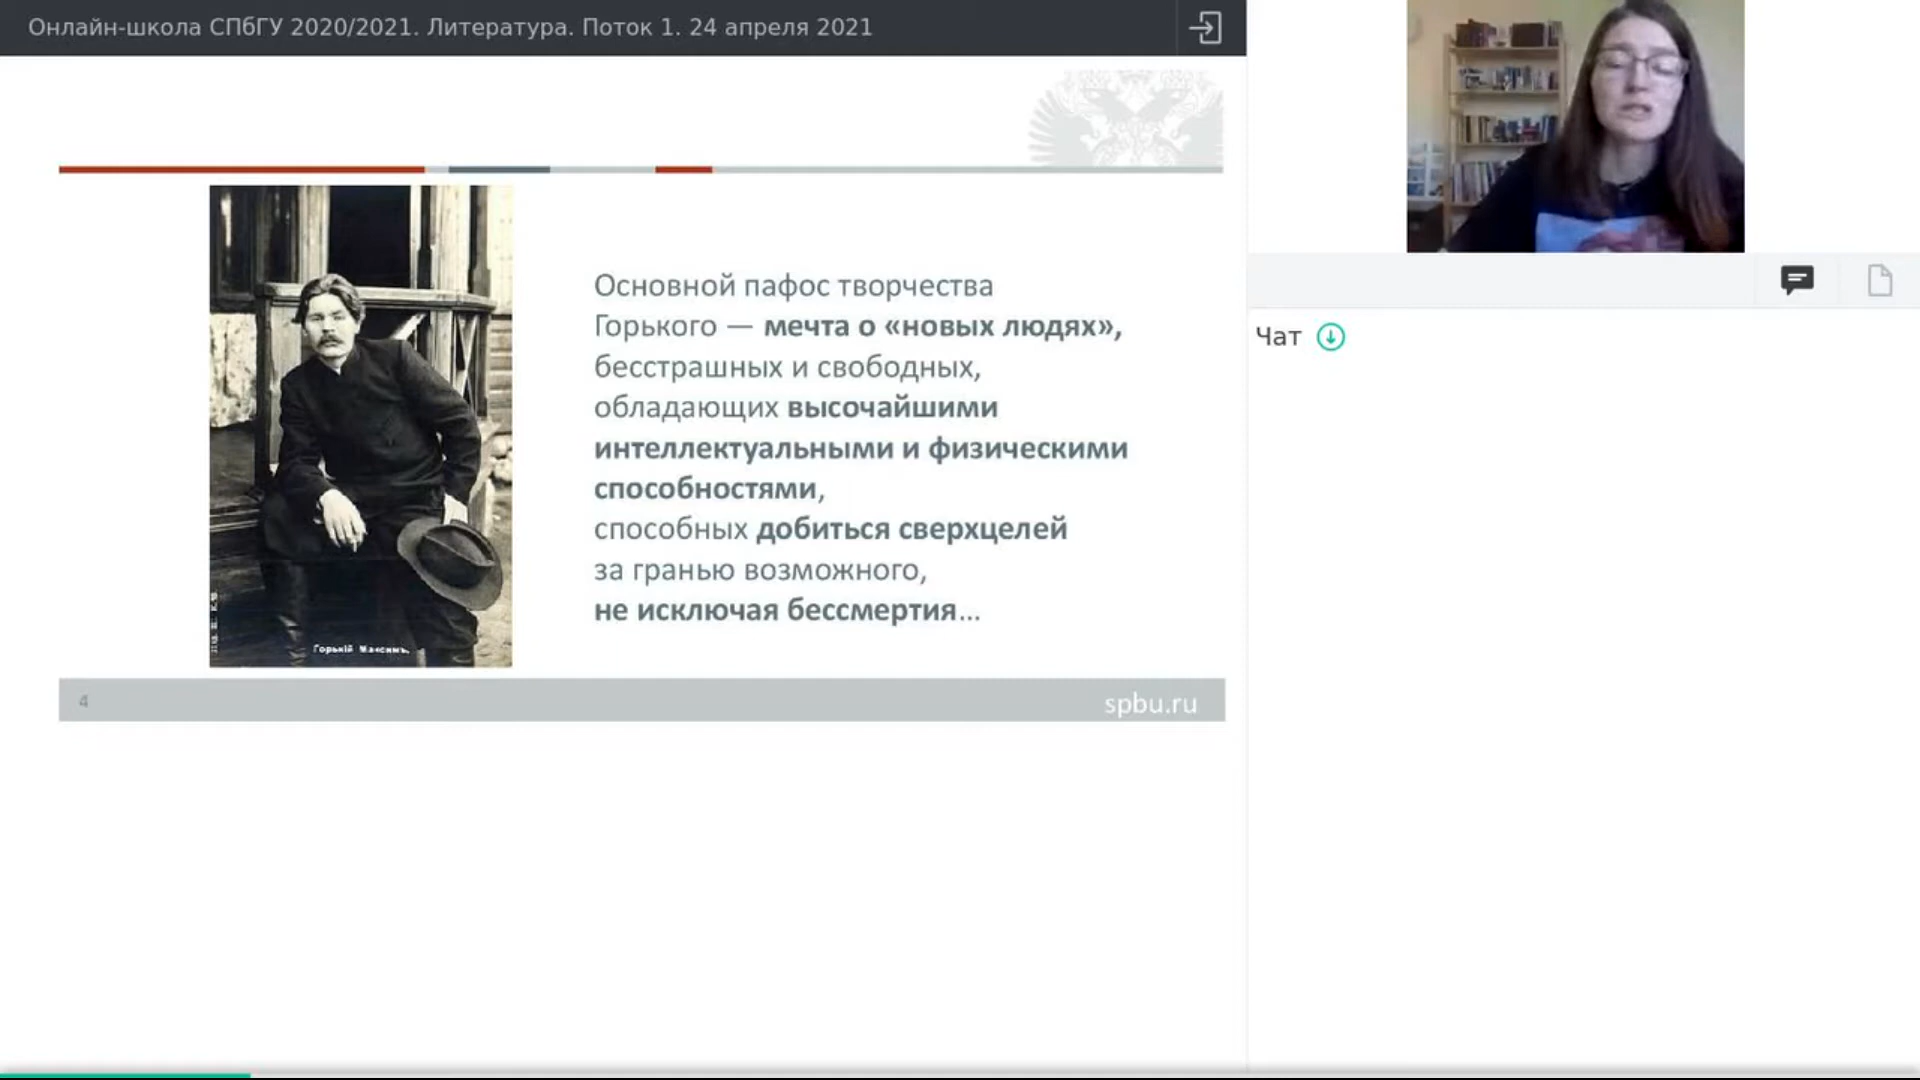 Онлайн-школа СПбГУ 2020/2021. Литература. Поток 1. 24 апреля 2021
Основной пафос творчества
Горького — мечта о «новых людях»,
бесстрашных и свободных,
обладающих высочайшими
интеллектуальными и физическими
способностями,
способных добиться сверхцелей
за гранью возможного,
не исключая бессмертия...
Горькій Максимъ.
4
spbu.ru
Чат